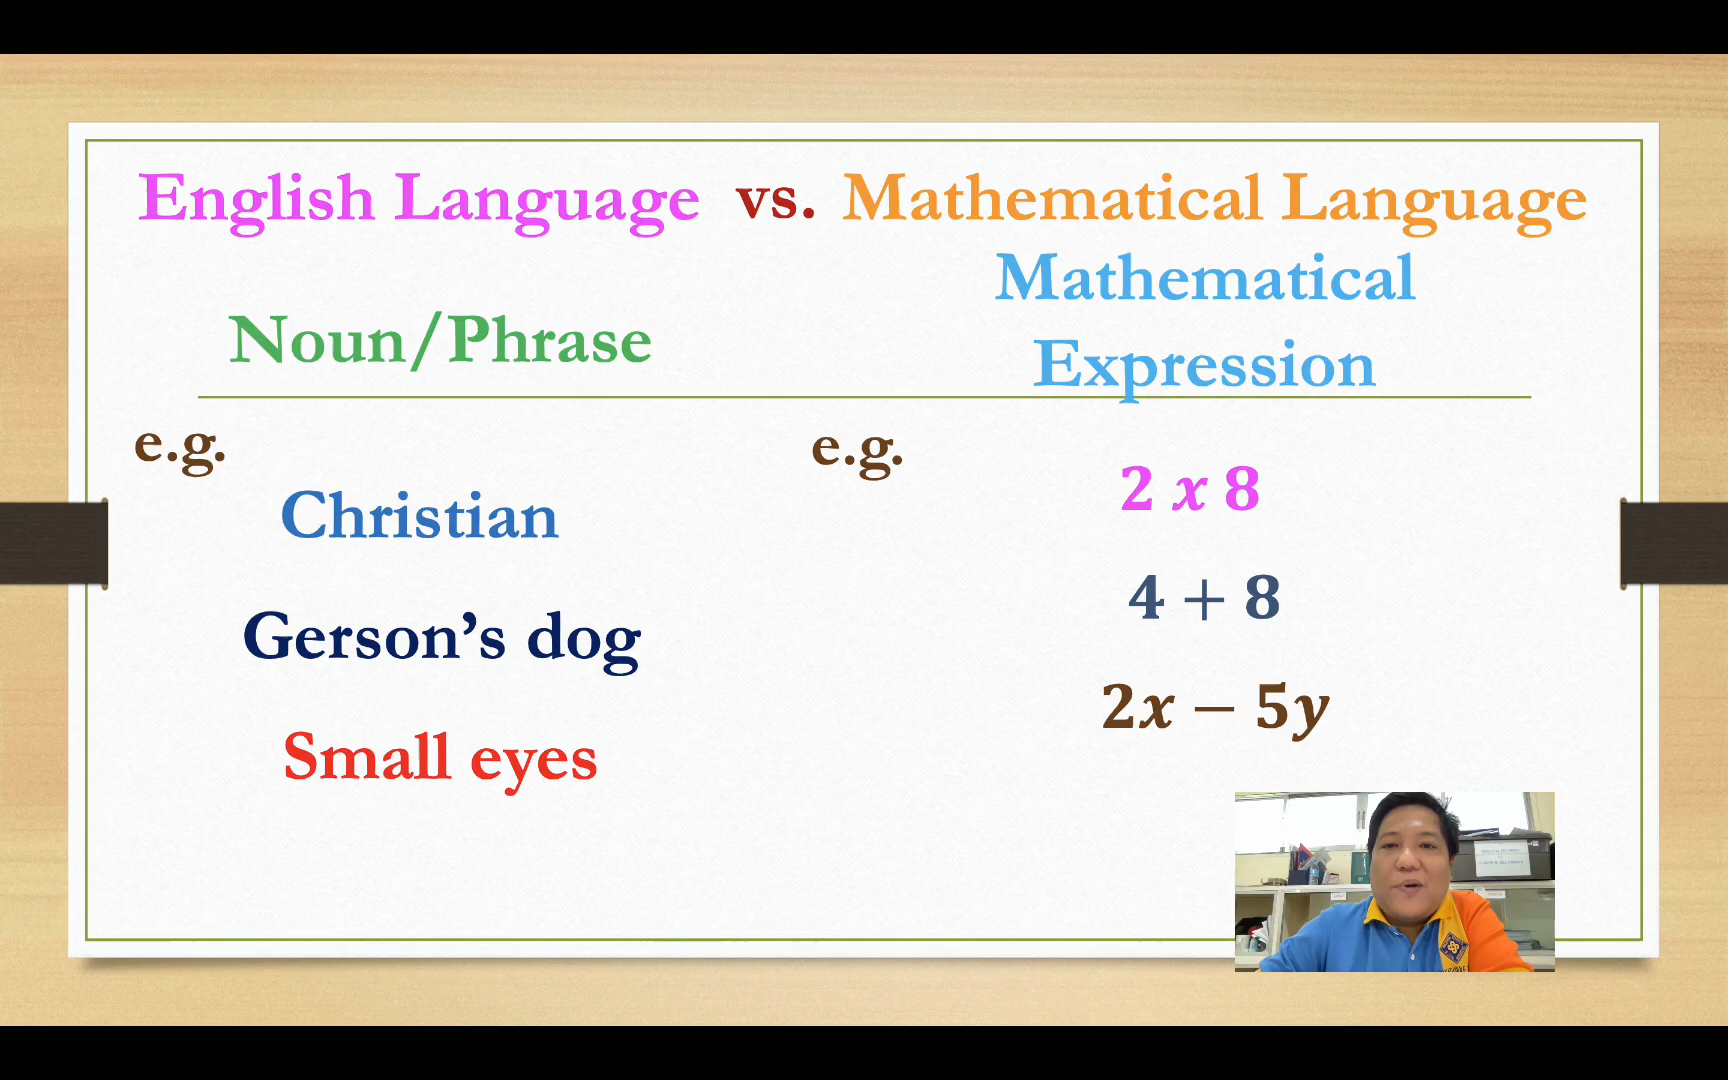 English Language vs. Mathematical Language
Noun/Phrase
Mathematical
Expression
e.g.
Christian
Gerson’s dog
Small eyes
e.g.
2 x 8
4 + 8
2x − 5y